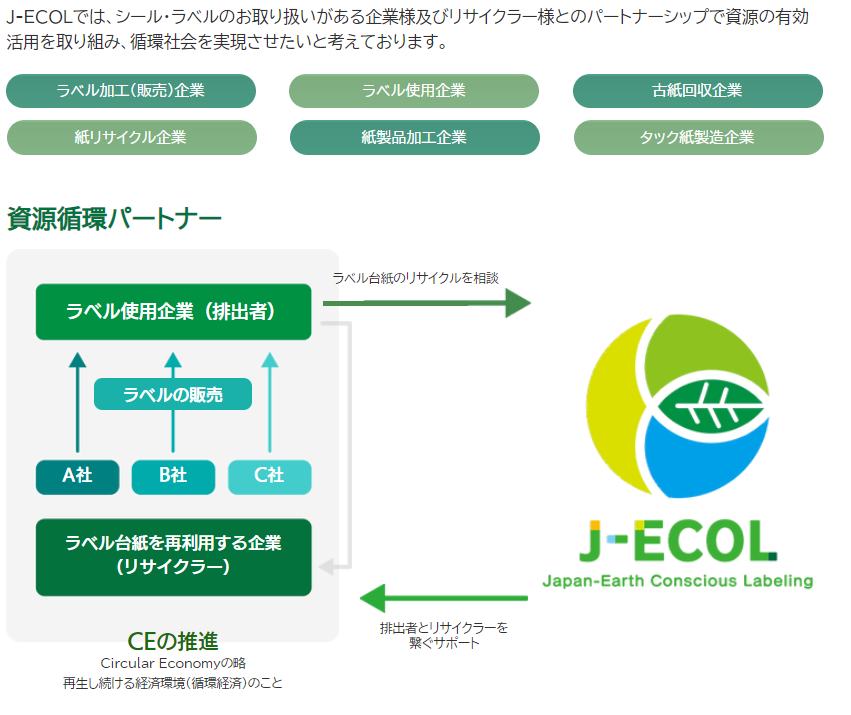 J-ECOLでは、シール・ラベルのお取り扱いがある企業様及びリサイクラー様とのパートナーシップで資源の有効
活用を取り組み、循環社会を実現させたいと考えております。
ラベル加工（販売）企業
ラベル使用企業
古紙回収企業
紙リサイクル企業
紙製品加工企業
タック紙製造企業
資源循環パートナー
ラベル台紙のリサイクルを相談
ラベル使用企業（排出者）
ラベルの販売
A社
B社
C社
ラベル台紙を再利用する企業
（リサイクラー）
J-ECOL
Japan-Earth Conscious Labeling
排出者とリサイクラーを
繋ぐサポート
CEの推進
Circular Economyの略
再生し続ける経済環境（循環経済）のこと